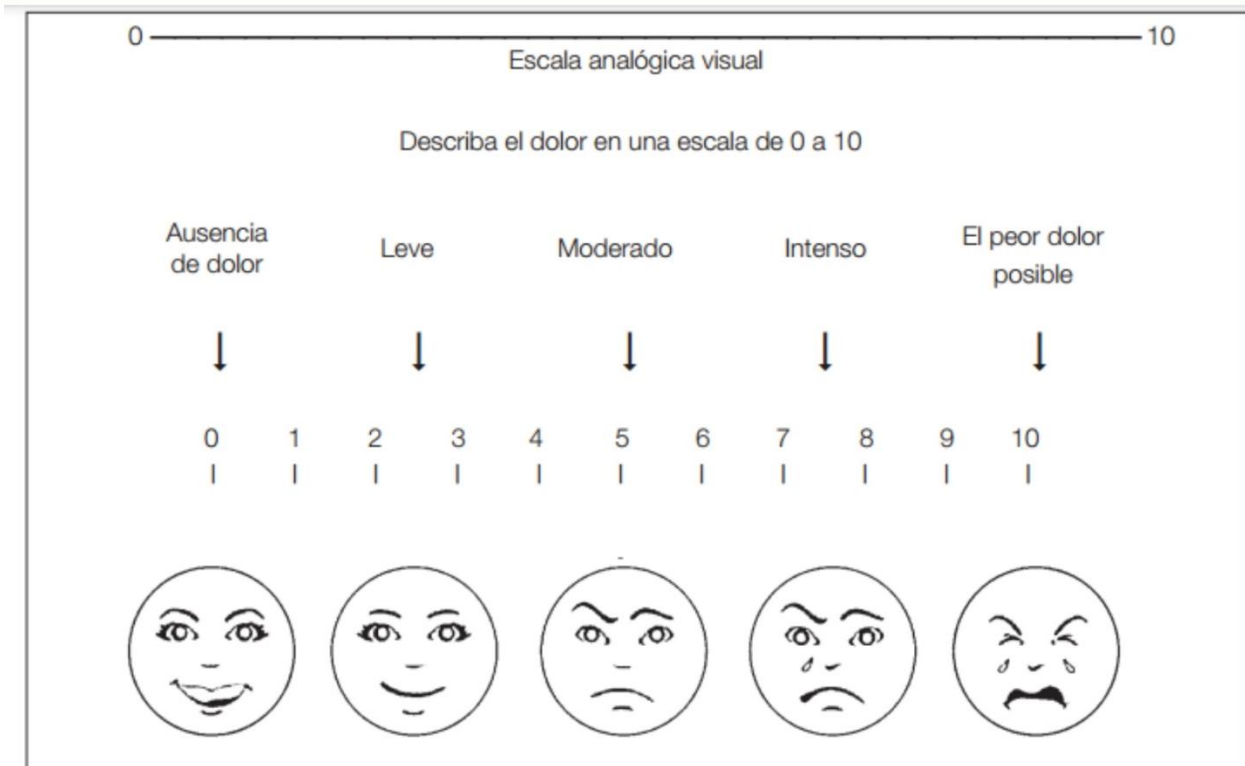 0 10
Escala analógica visual
Describa el dolor en una escala de 0 a 10
Ausencia
de dolor
Leve
Moderado
Intenso
El peor dolor
posible
0 1 2 3 4 5 6 7 8 9 10